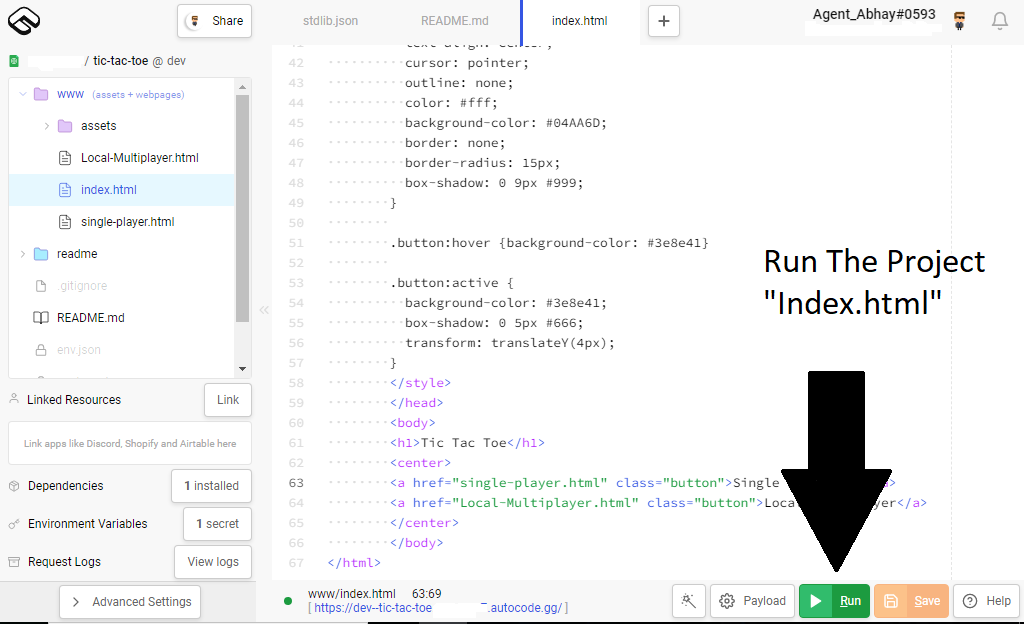 Share
stdlib.json
README.md
index.html
+
Agent_Abhay#0593
/ tic-tac-toe @ dev
www (assets + webpages)
assets
Local-Multiplayer.html
index.html
single-player.html
readme
.gitignore
README.md
env.json
Linked Resources
Link
Link apps like Discord, Shopify and Airtable here
Dependencies
1 installed
Environment Variables
1 secret
Request Logs
View logs
Advanced Settings
text-align: center;
42 cursor: pointer;
43 outline: none;
44 color: #fff;
45 background-color: #04AA6D;
46 border: none;
47 border-radius: 15px;
48 box-shadow: 0 9px #999;
49 }
50
51 .button:hover {background-color: #3e8e41}
52
53 .button:active {
54 background-color: #3e8e41;
55 box-shadow: 0 5px #666;
56 transform: translateY(4px);
57 }
58 </style>
59 </head>
60 <body>
61 <h1>Tic Tac Toe</h1>
62 <center>
63 <a href="single-player.html" class="button">Single a>
64 <a href="Local-Multiplayer.html" class="button">Loc yer</a>
65 </center>
66 </body>
67 </html>
Run The Project
"Index.html"
www/index.html 63:69
[ https://dev--tic-tac-toe .autocode.gg/ ]
Payload
Run
Save
Help